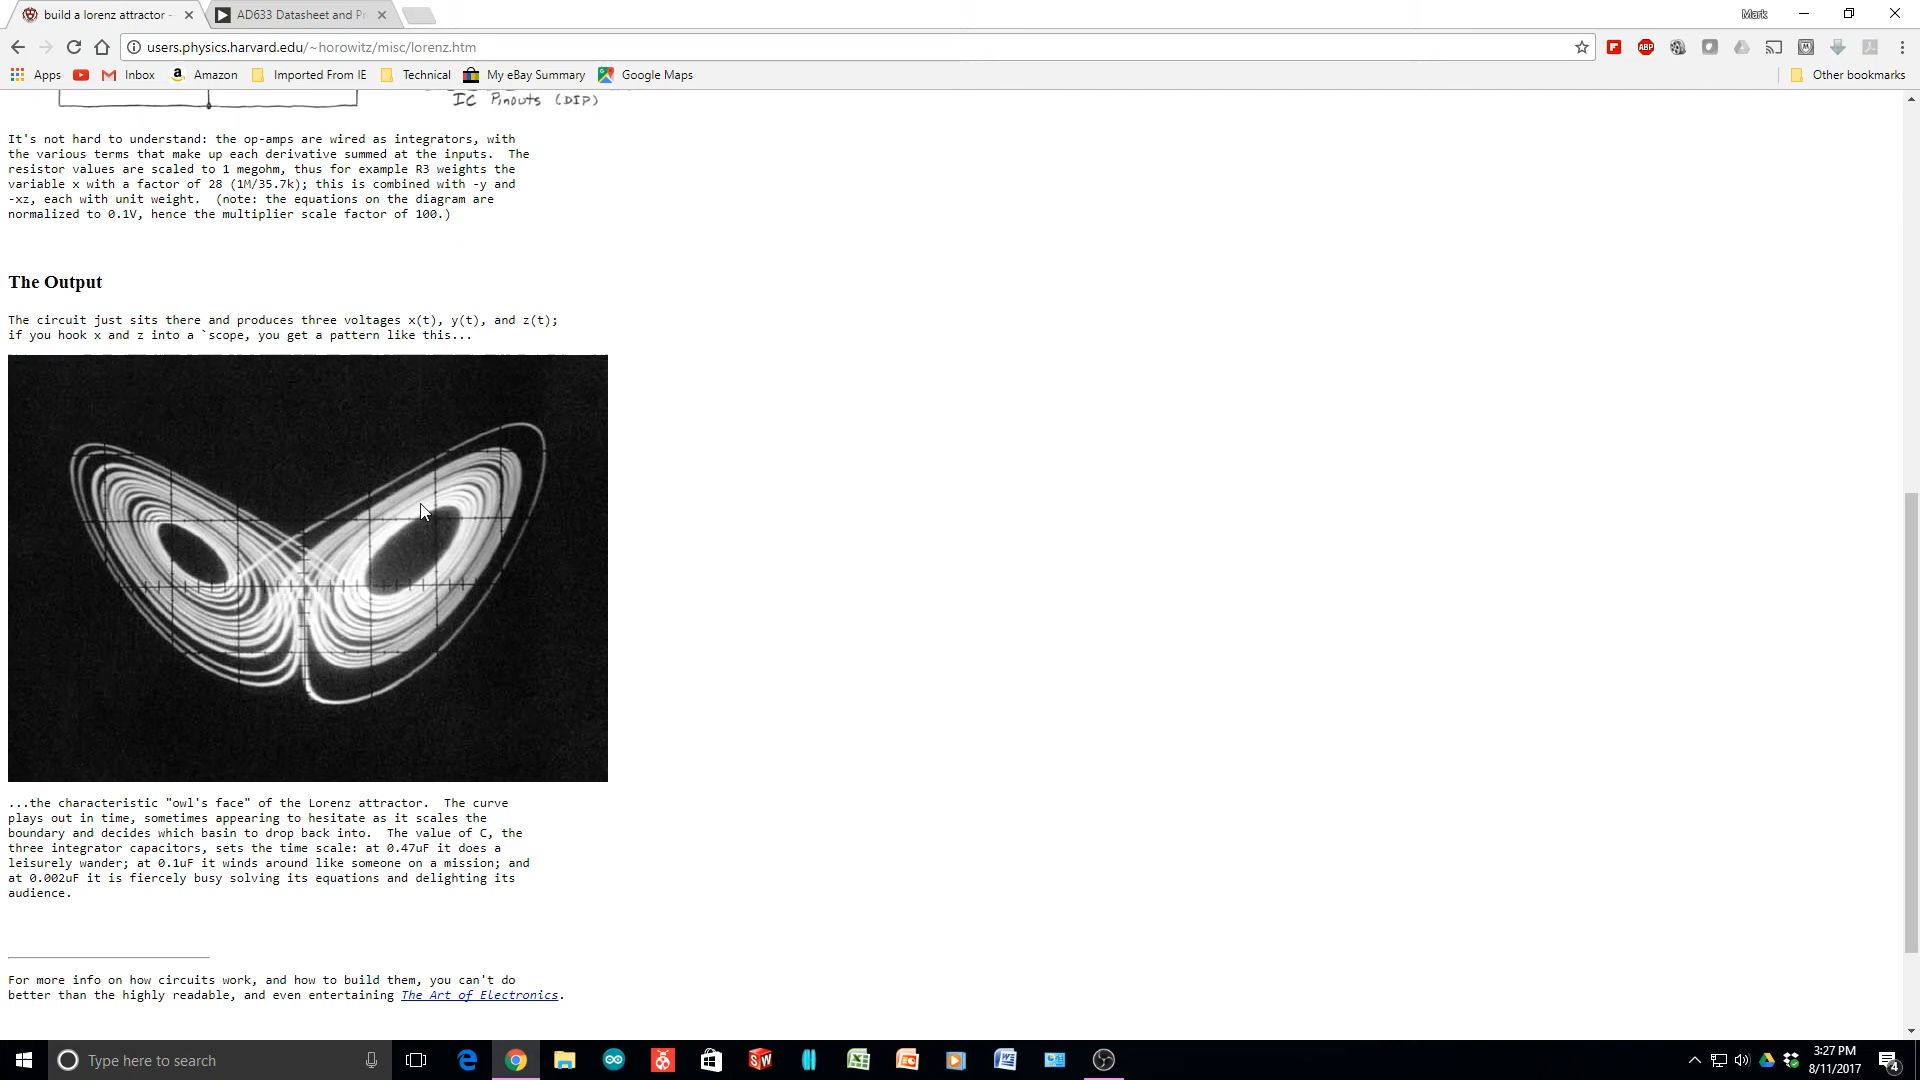 build a lorenz attractor -
AD633 Datasheet and Pr
Mark
users.physics.harvard.edu/~horowitz/misc/lorenz.htm
Apps
Inbox
Amazon
Imported From IE
Technical
My eBay Summary
Google Maps
Other bookmarks
IC Pinouts (DIP)
It's not hard to understand: the op-amps are wired as integrators, with
the various terms that make up each derivative summed at the inputs. The
resistor values are scaled to 1 megohm, thus for example R3 weights the
variable x with a factor of 28 (1M/35.7k); this is combined with -y and
-xz, each with unit weight. (note: the equations on the diagram are
normalized to 0.1V, hence the multiplier scale factor of 100.)
The Output
The circuit just sits there and produces three voltages x(t), y(t), and z(t);
if you hook x and z into a `scope, you get a pattern like this...
...the characteristic "owl's face" of the Lorenz attractor. The curve
plays out in time, sometimes appearing to hesitate as it scales the
boundary and decides which basin to drop back into. The value of C, the
three integrator capacitors, sets the time scale: at 0.47uF it does a
leisurely wander; at 0.1uF it winds around like someone on a mission; and
at 0.002uF it is fiercely busy solving its equations and delighting its
audience.
For more info on how circuits work, and how to build them, you can't do
better than the highly readable, and even entertaining The Art of Electronics.
Type here to search
3:27 PM
8/11/2017
4